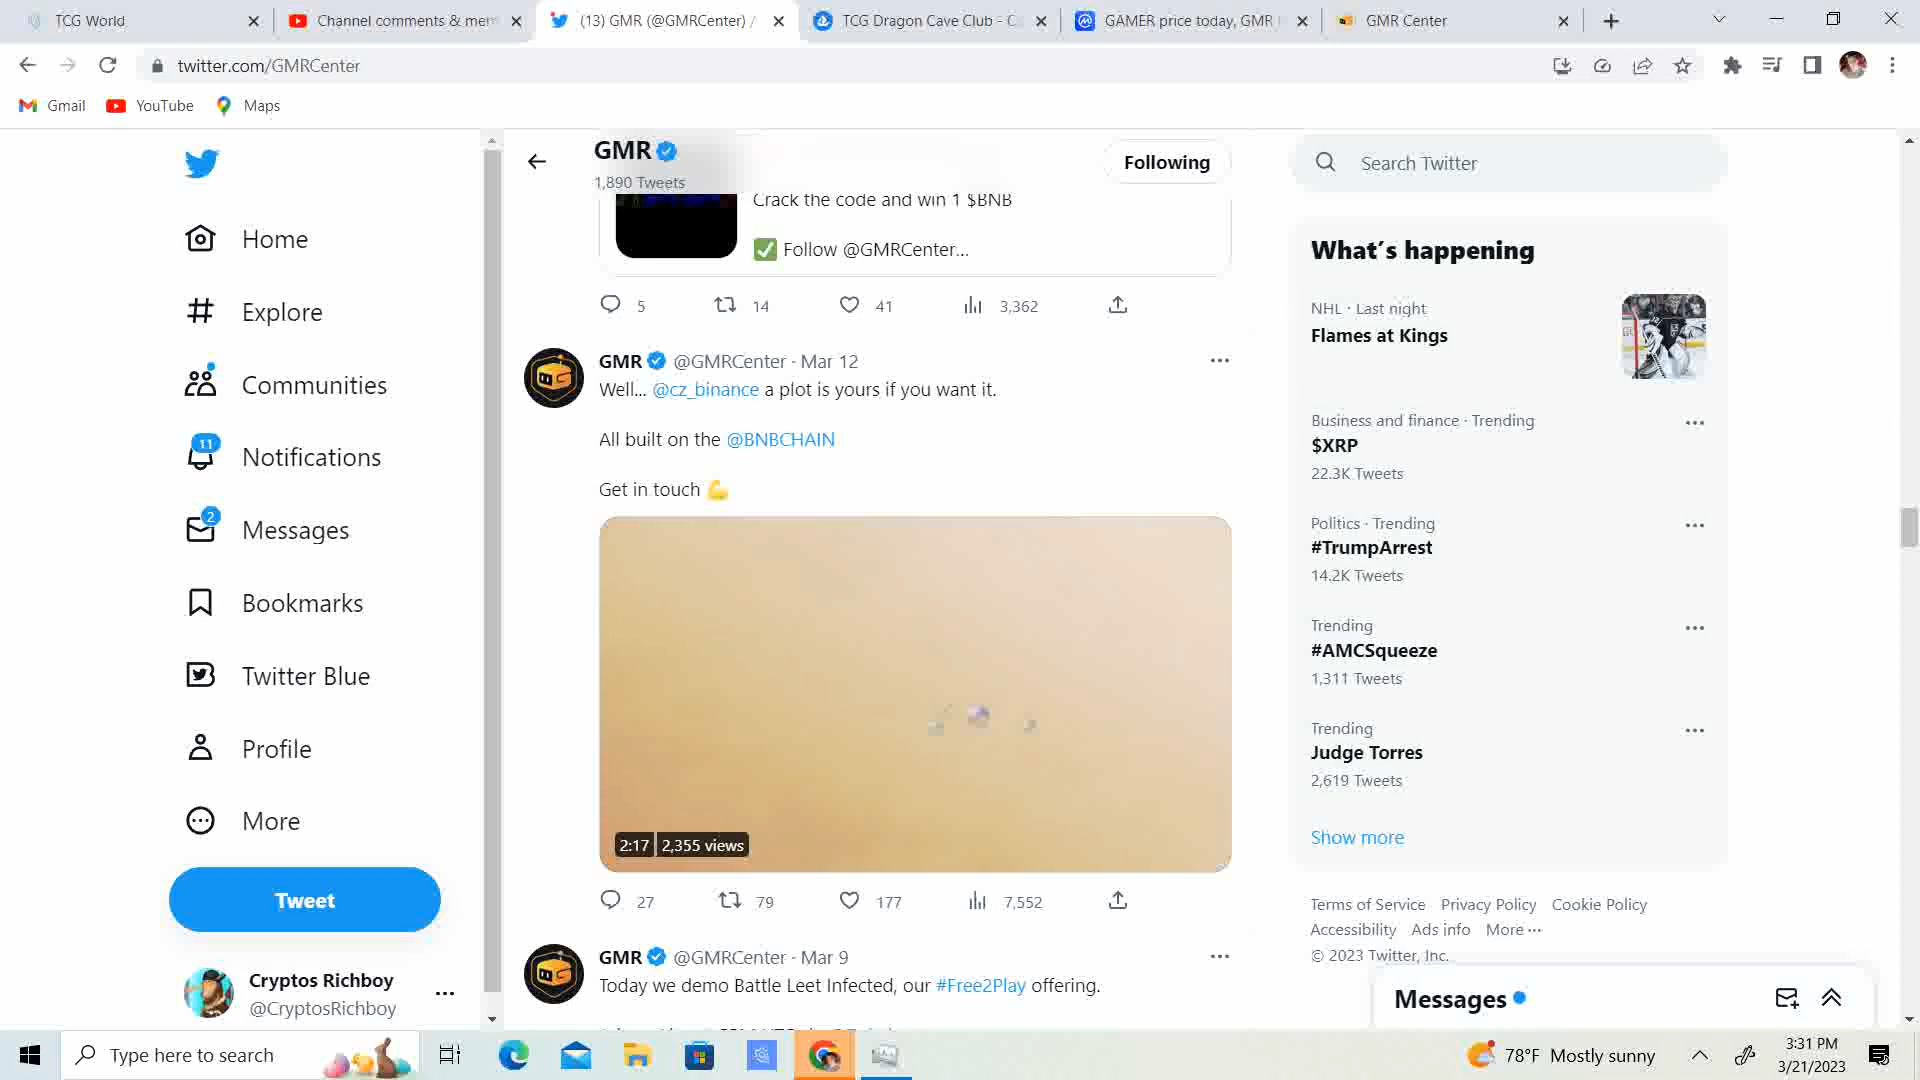 TCG World
Channel comments & mem
(13) GMR (@GMRCenter) /
TCG Dragon Cave Club - C
GAMER price today, GMR
GMR Center
twitter.com/GMRCenter
Gmail
YouTube
Maps
GMR
1,890 Tweets
Following
Search Twitter
Crack the code and win 1 $BNB
✅ Follow @GMRCenter...
5
14
41
3,362
Home
Explore
Communities
11
Notifications
2
Messages
Bookmarks
Twitter Blue
Profile
More
Tweet
Cryptos Richboy
@CryptosRichboy
GMR @GMRCenter · Mar 12
Well... @cz_binance a plot is yours if you want it.
All built on the @BNBCHAIN
Get in touch 💪
2:17 2,355 views
27
79
177
7,552
GMR @GMRCenter · Mar 9
Today we demo Battle Leet Infected, our #Free2Play offering.
What's happening
NHL · Last night
Flames at Kings
Business and finance · Trending
$XRP
22.3K Tweets
Politics · Trending
#TrumpArrest
14.2K Tweets
Trending
#AMCSqueeze
1,311 Tweets
Trending
Judge Torres
2,619 Tweets
Show more
Terms of Service Privacy Policy Cookie Policy
Accessibility Ads info More ...
© 2023 Twitter, Inc.
Messages
Type here to search
78°F Mostly sunny
3:31 PM
3/21/2023